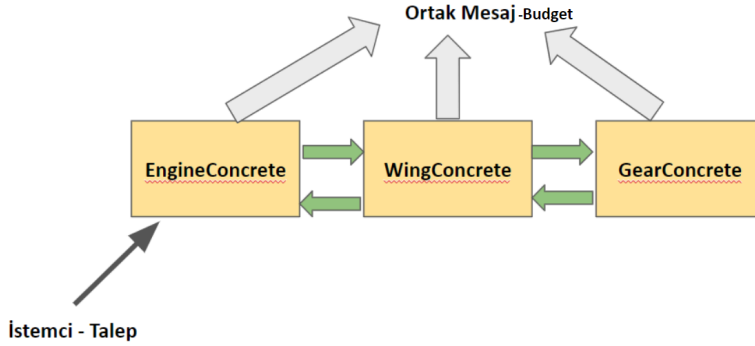 Ortak Mesaj -Budget
EngineConcrete
WingConcrete
GearConcrete
İstemci - Talep